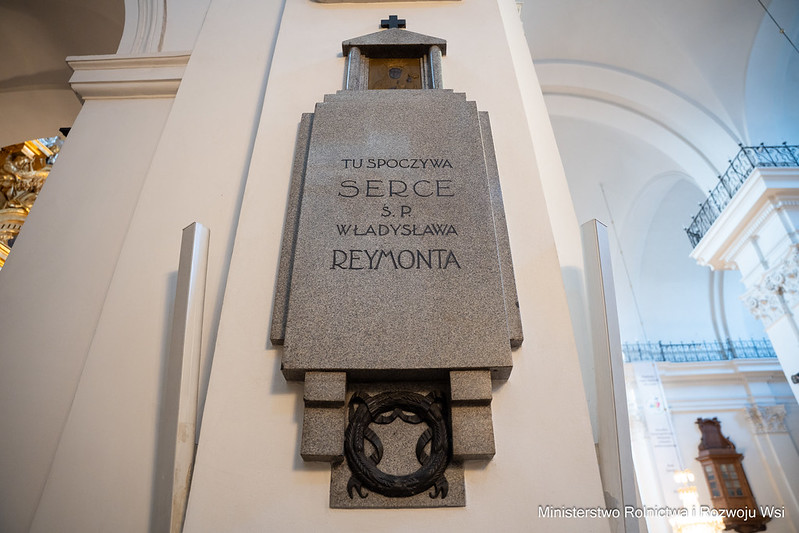 TU SPOCZYWA
SERCE
Ś. P.
WŁADYSŁAWA
REYMONTA
Ministerstwo Rolnictwa i Rozwoju Wsi